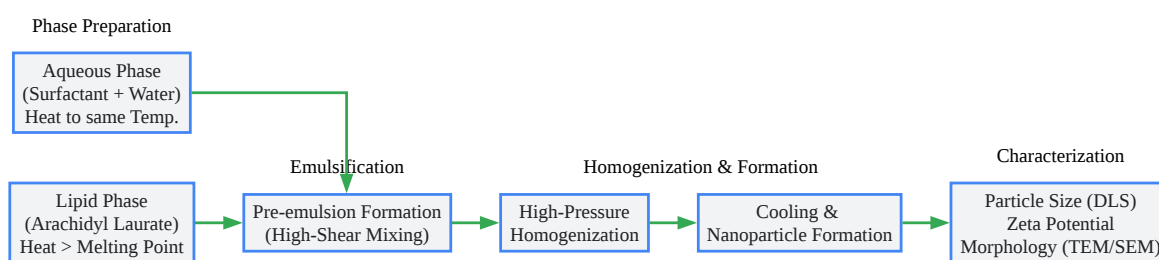 Phase Preparation
Aqueous Phase
(Surfactant + Water)
Heat to same Temp.
Lipid Phase
(Arachidyl Laurate)
Heat > Melting Point
Emulsification
Pre-emulsion Formation
(High-Shear Mixing)
Homogenization & Formation
High-Pressure
Homogenization
Cooling &
Nanoparticle Formation
Characterization
Particle Size (DLS)
Zeta Potential
Morphology (TEM/SEM)